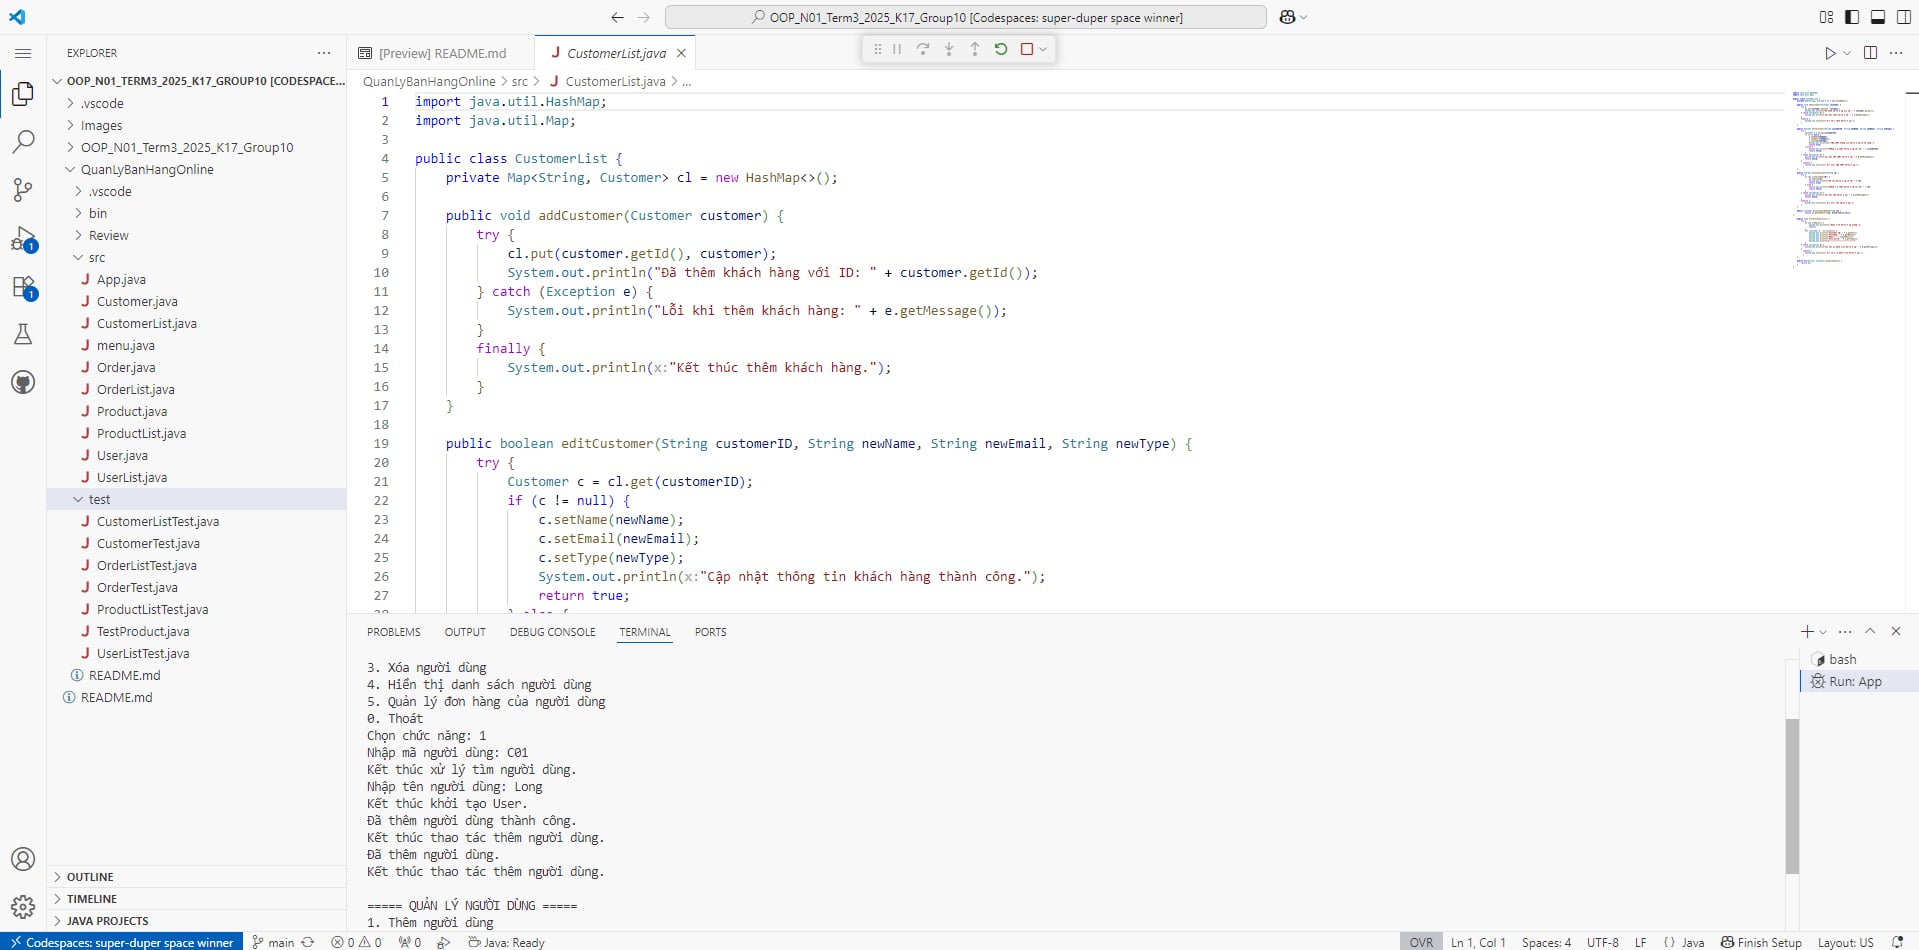 OOP_N01_Term3_2025_K17_Group10 [Codespaces: super-duper space winner]
EXPLORER
[Preview] README.md
CustomerList.java
OOP_N01_TERM3_2025_K17_GROUP10 [CODESPACE...
.vscode
Images
OOP_N01_Term3_2025_K17_Group10
QuanLyBanHangOnline
.vscode
bin
Review
src
App.java
Customer.java
CustomerList.java
menu.java
Order.java
OrderList.java
Product.java
ProductList.java
User.java
UserList.java
test
CustomerListTest.java
CustomerTest.java
OrderListTest.java
OrderTest.java
ProductListTest.java
TestProduct.java
UserListTest.java
README.md
README.md
OUTLINE
TIMELINE
JAVA PROJECTS
1
1
QuanLyBanHangOnline > src > CustomerList.java > ...
1 import java.util.HashMap;
2 import java.util.Map;
3
4 public class CustomerList {
5 private Map<String, Customer> cl = new HashMap<>();
6
7 public void addCustomer(Customer customer) {
8 try {
9 cl.put(customer.getId(), customer);
10 System.out.println("Đã thêm khách hàng với ID: " + customer.getId());
11 } catch (Exception e) {
12 System.out.println("Lỗi khi thêm khách hàng: " + e.getMessage());
13 }
14 finally {
15 System.out.println(x:"Kết thúc thêm khách hàng.");
16 }
17 }
18
19 public boolean editCustomer(String customerID, String newName, String newEmail, String newType) {
20 try {
21 Customer c = cl.get(customerID);
22 if (c != null) {
23 c.setName(newName);
24 c.setEmail(newEmail);
25 c.setType(newType);
26 System.out.println(x:"Cập nhật thông tin khách hàng thành công.");
27 return true;
28 } else {
PROBLEMS OUTPUT DEBUG CONSOLE TERMINAL PORTS
3. Xóa người dùng
4. Hiển thị danh sách người dùng
5. Quản lý đơn hàng của người dùng
0. Thoát
Chọn chức năng: 1
Nhập mã người dùng: C01
Kết thúc xử lý tìm người dùng.
Nhập tên người dùng: Long
Kết thúc khởi tạo User.
Đã thêm người dùng thành công.
Kết thúc thao tác thêm người dùng.
Đã thêm người dùng.
Kết thúc thao tác thêm người dùng.
===== QUẢN LÝ NGƯỜI DÙNG =====
1. Thêm người dùng
bash
Run: App
Codespaces: super-duper space winner main 0 0 0 Java: Ready OVR Ln 1, Col 1 Spaces: 4 UTF-8 LF {} Java Finish Setup Layout: US